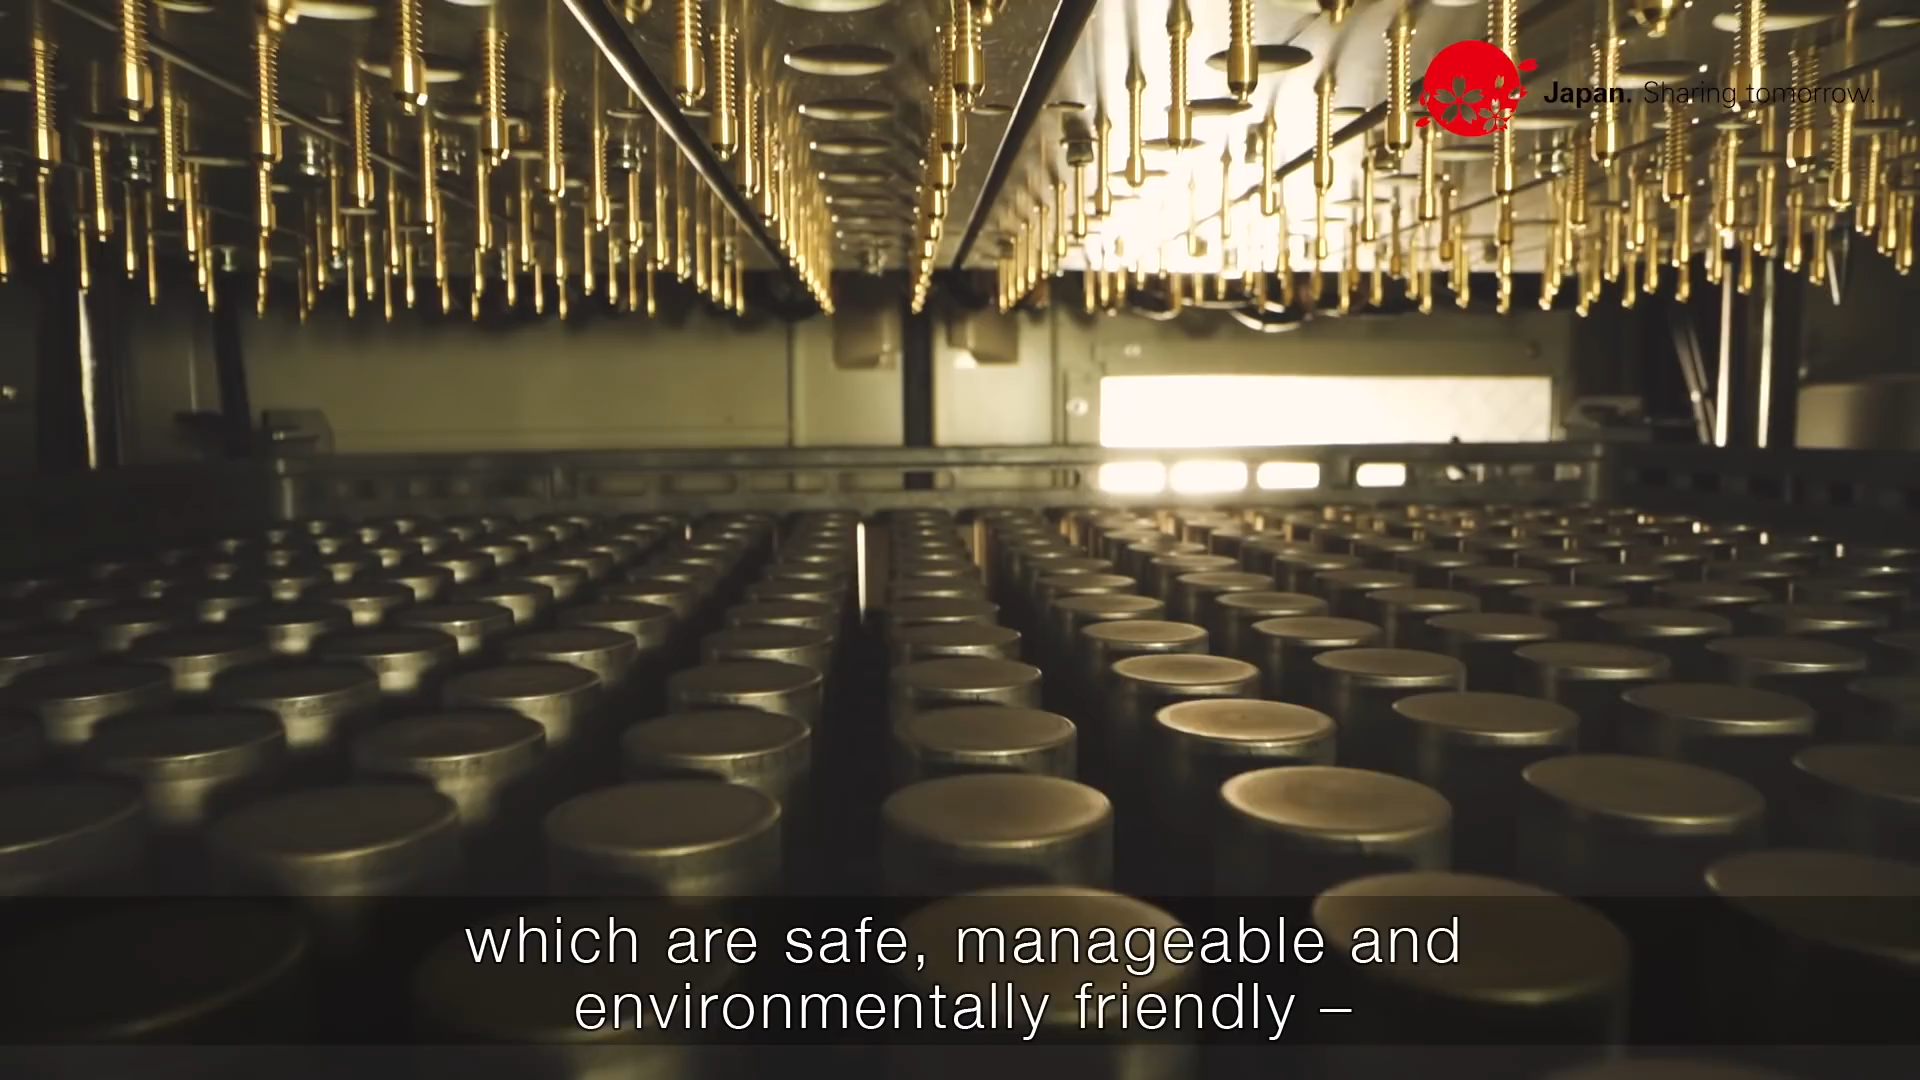 Japan. Sharing tomorrow.
which are safe, manageable and
environmentally friendly –